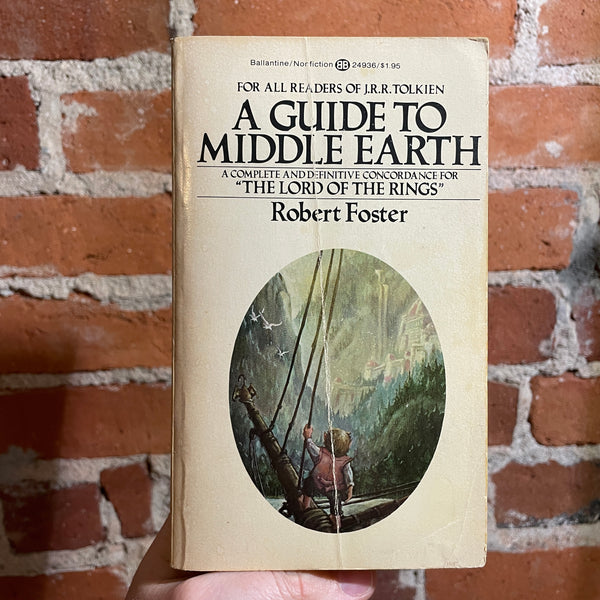 Ballantine/Nonfiction BB 24936/$1.95
FOR ALL READERS OF J.R.R. TOLKIEN
A GUIDE TO
MIDDLE EARTH
A COMPLETE AND DEFINITIVE CONCORDANCE FOR
"THE LORD OF THE RINGS"
Robert Foster